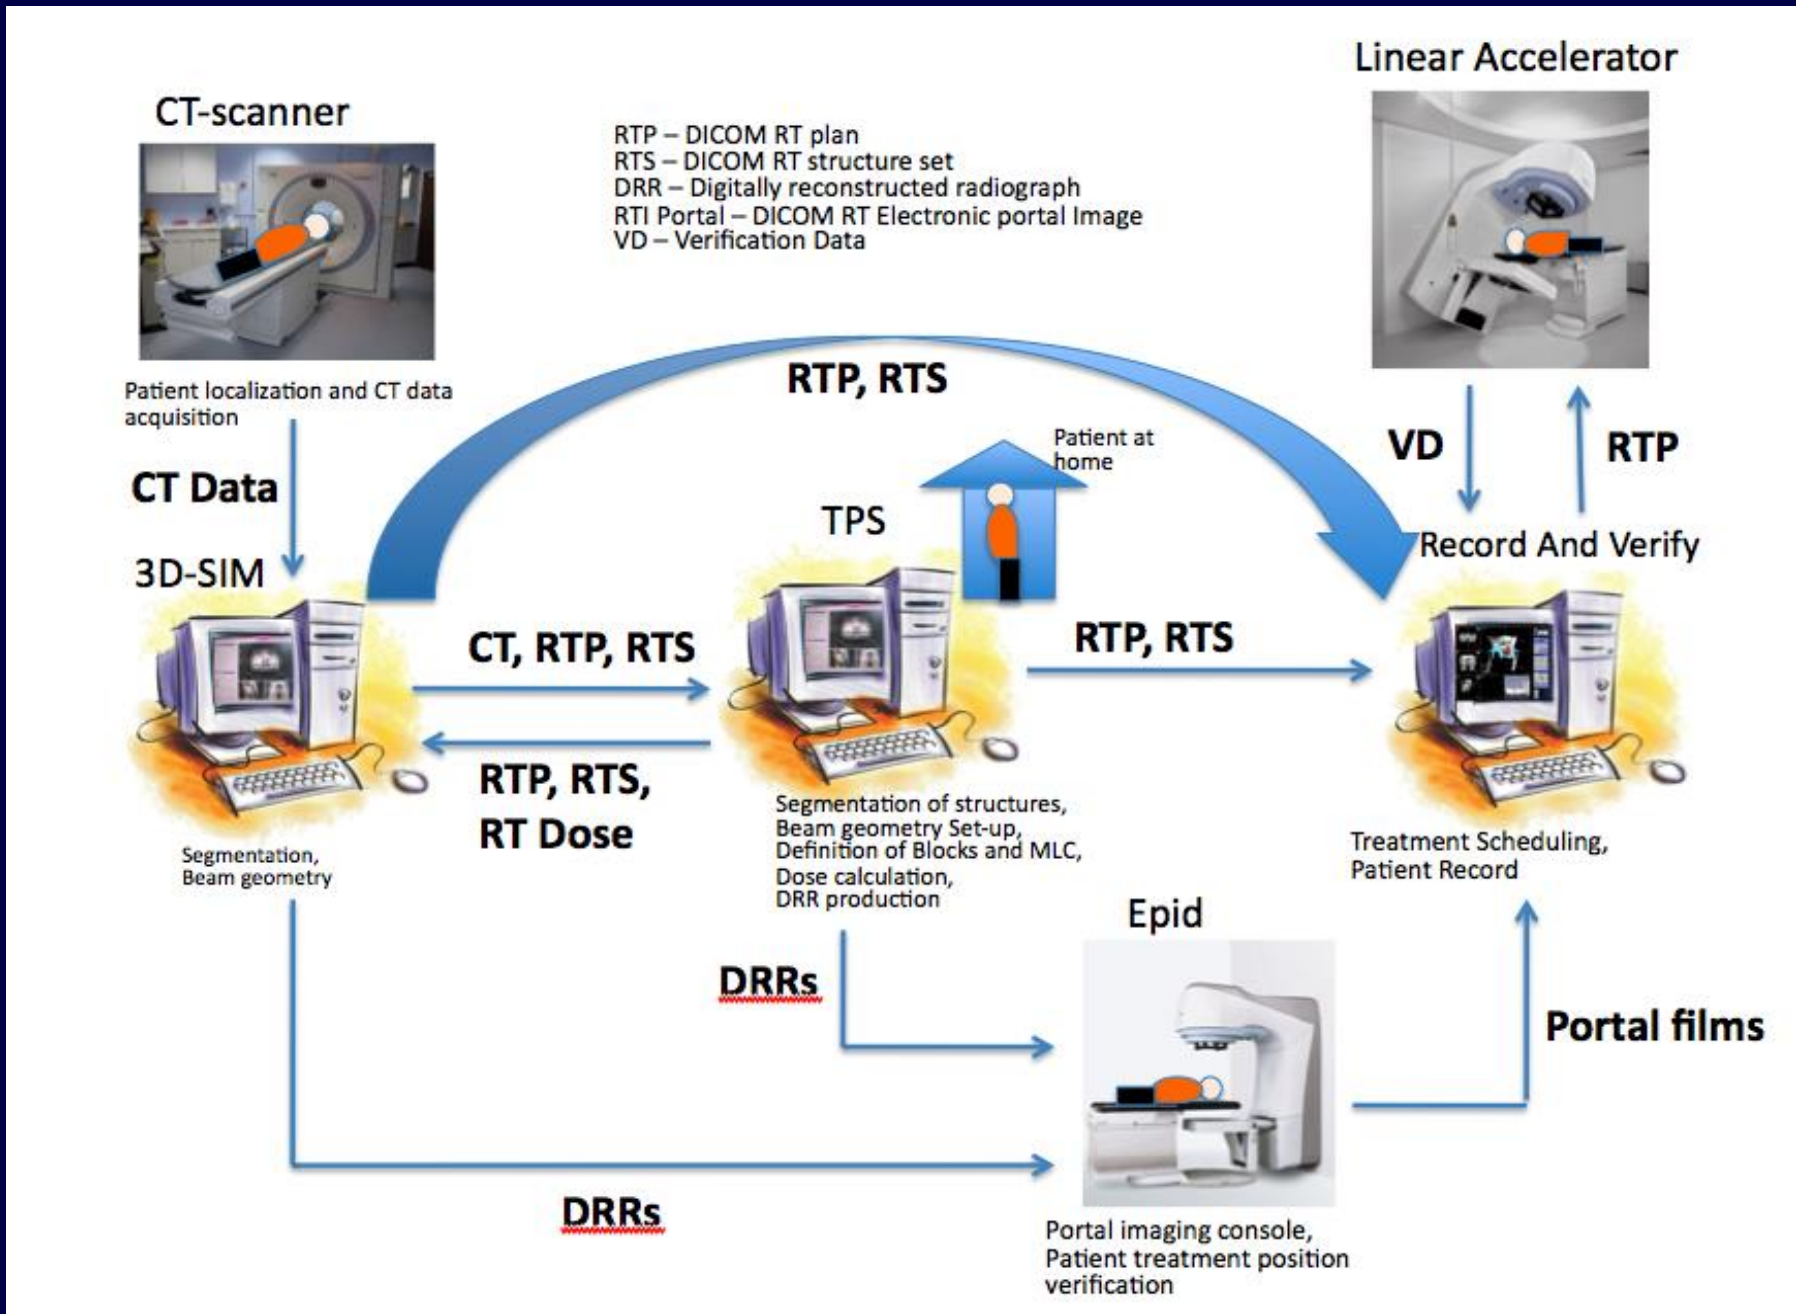 Linear Accelerator
CT-scanner
RTP – DICOM RT plan
RTS – DICOM RT structure set
DRR – Digitally reconstructed radiograph
RTI Portal – DICOM RT Electronic portal Image
VD – Verification Data
Patient localization and CT data
acquisition
RTP, RTS
Patient at
home
VD
RTP
CT Data
TPS
Record And Verify
3D-SIM
CT, RTP, RTS
RTP, RTS
RTP, RTS,
RT Dose
Segmentation,
Beam geometry
Segmentation of structures,
Beam geometry Set-up,
Definition of Blocks and MLC,
Dose calculation,
DRR production
Treatment Scheduling,
Patient Record
Epid
DRRs
Portal films
DRRs
Portal imaging console,
Patient treatment position
verification